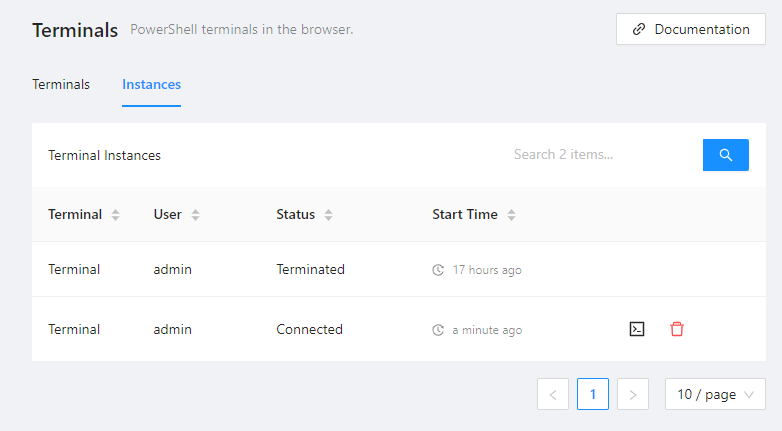 Terminals PowerShell terminals in the browser. Documentation
Terminals Instances
Terminal Instances Search 2 items...
Terminal User Status Start Time
Terminal admin Terminated 17 hours ago
Terminal admin Connected a minute ago
1 10 / page